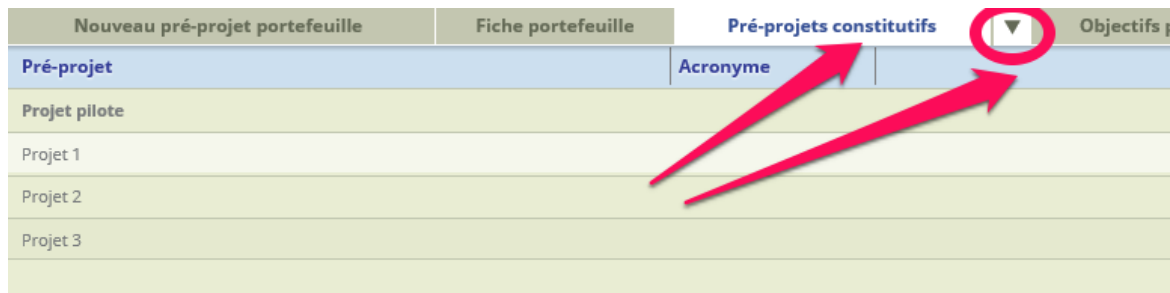 Nouveau pré-projet portefeuille Fiche portefeuille Pré-projets constitutifs ▼ Objectifs
Pré-projet Acronyme
Projet pilote
Projet 1
Projet 2
Projet 3